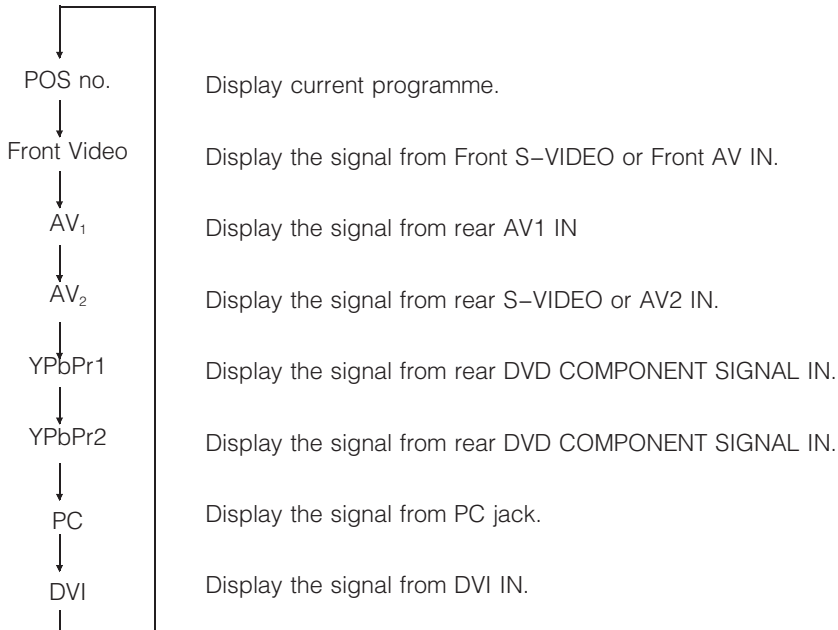 POS no. Display current programme.
Front Video Display the signal from Front S–VIDEO or Front AV IN.
AV₁ Display the signal from rear AV1 IN
AV₂ Display the signal from rear S–VIDEO or AV2 IN.
YPbPr1 Display the signal from rear DVD COMPONENT SIGNAL IN.
YPbPr2 Display the signal from rear DVD COMPONENT SIGNAL IN.
PC Display the signal from PC jack.
DVI Display the signal from DVI IN.